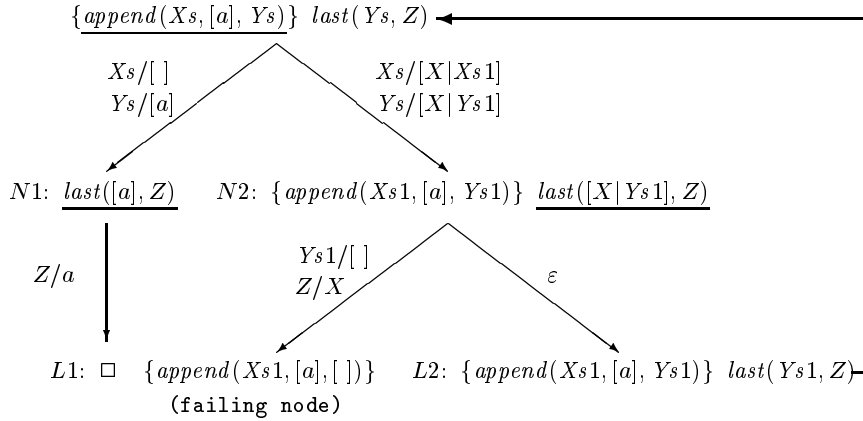 {append(Xs, [a], Ys)} last(Ys, Z)
Xs/[ ] Xs/[X|Xs1]
Ys/[a] Ys/[X|Ys1]
N1: last([a], Z) N2: {append(Xs1, [a], Ys1)} last([X|Ys1], Z)
Ys1/[ ]
Z/a Z/X ε
L1: □ {append(Xs1, [a], [ ])} L2: {append(Xs1, [a], Ys1)} last(Ys1, Z)
(failing node)